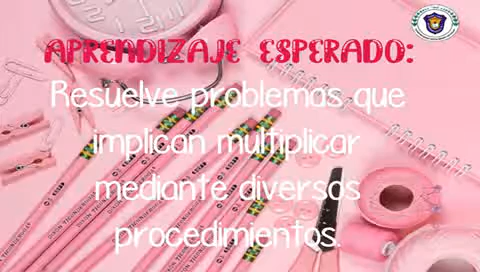 APRENDIZAJE ESPERADO:
Resuelve problemas que
implican multiplicar
mediante diversos
procedimientos.